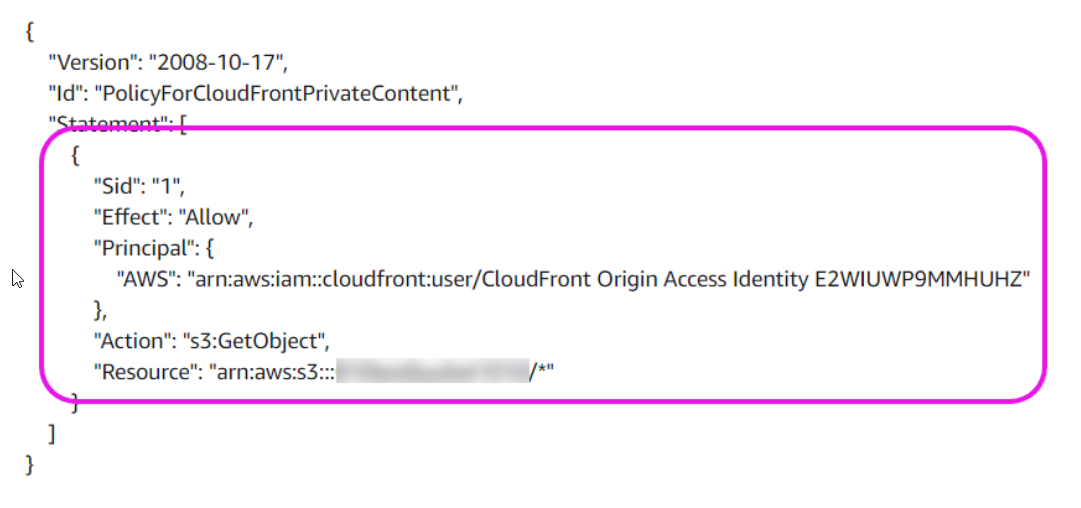 {
"Version": "2008-10-17",
"Id": "PolicyForCloudFrontPrivateContent",
"Statement": [
{
"Sid": "1",
"Effect": "Allow",
"Principal": {
"AWS": "arn:aws:iam::cloudfront:user/CloudFront Origin Access Identity E2WIUWP9MMHUHZ"
},
"Action": "s3:GetObject",
"Resource": "arn:aws:s3:::/*"
}
]
}